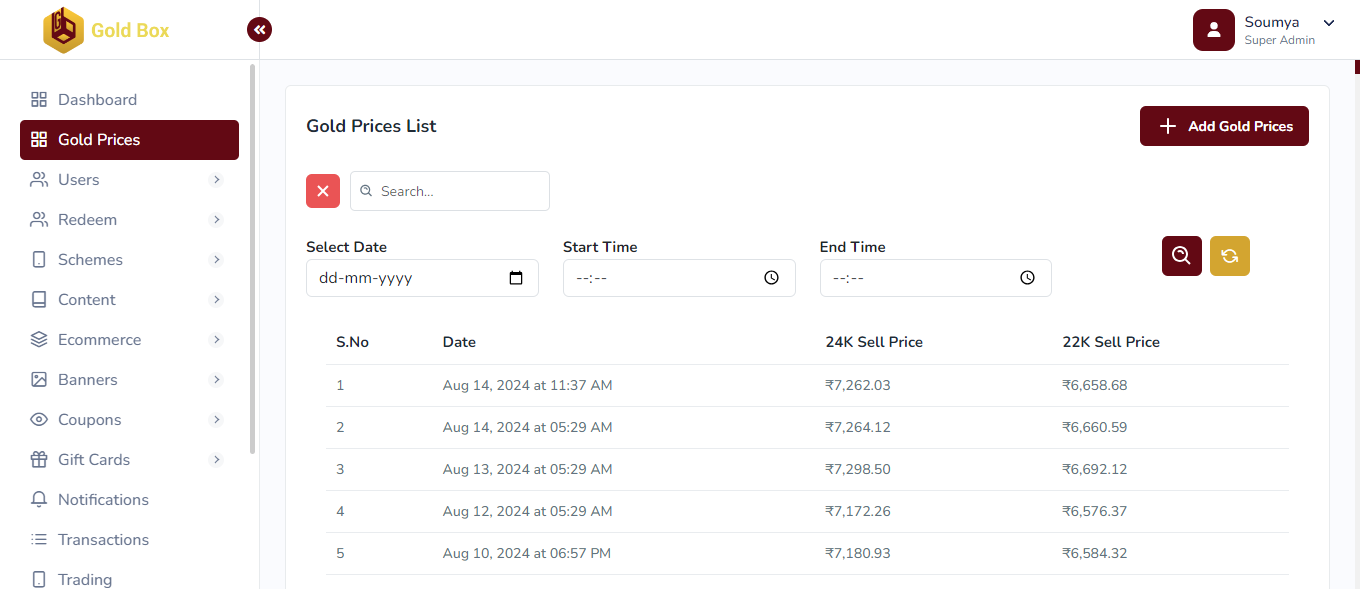 Gold Box
Soumya
Super Admin
Dashboard
Gold Prices
Users
Redeem
Schemes
Content
Ecommerce
Banners
Coupons
Gift Cards
Notifications
Transactions
Trading
Gold Prices List
Add Gold Prices
Search...
Select Date
Start Time
End Time
dd-mm-yyyy
--:--
--:--
S.No Date 24K Sell Price 22K Sell Price
1 Aug 14, 2024 at 11:37 AM ₹7,262.03 ₹6,658.68
2 Aug 14, 2024 at 05:29 AM ₹7,264.12 ₹6,660.59
3 Aug 13, 2024 at 05:29 AM ₹7,298.50 ₹6,692.12
4 Aug 12, 2024 at 05:29 AM ₹7,172.26 ₹6,576.37
5 Aug 10, 2024 at 06:57 PM ₹7,180.93 ₹6,584.32